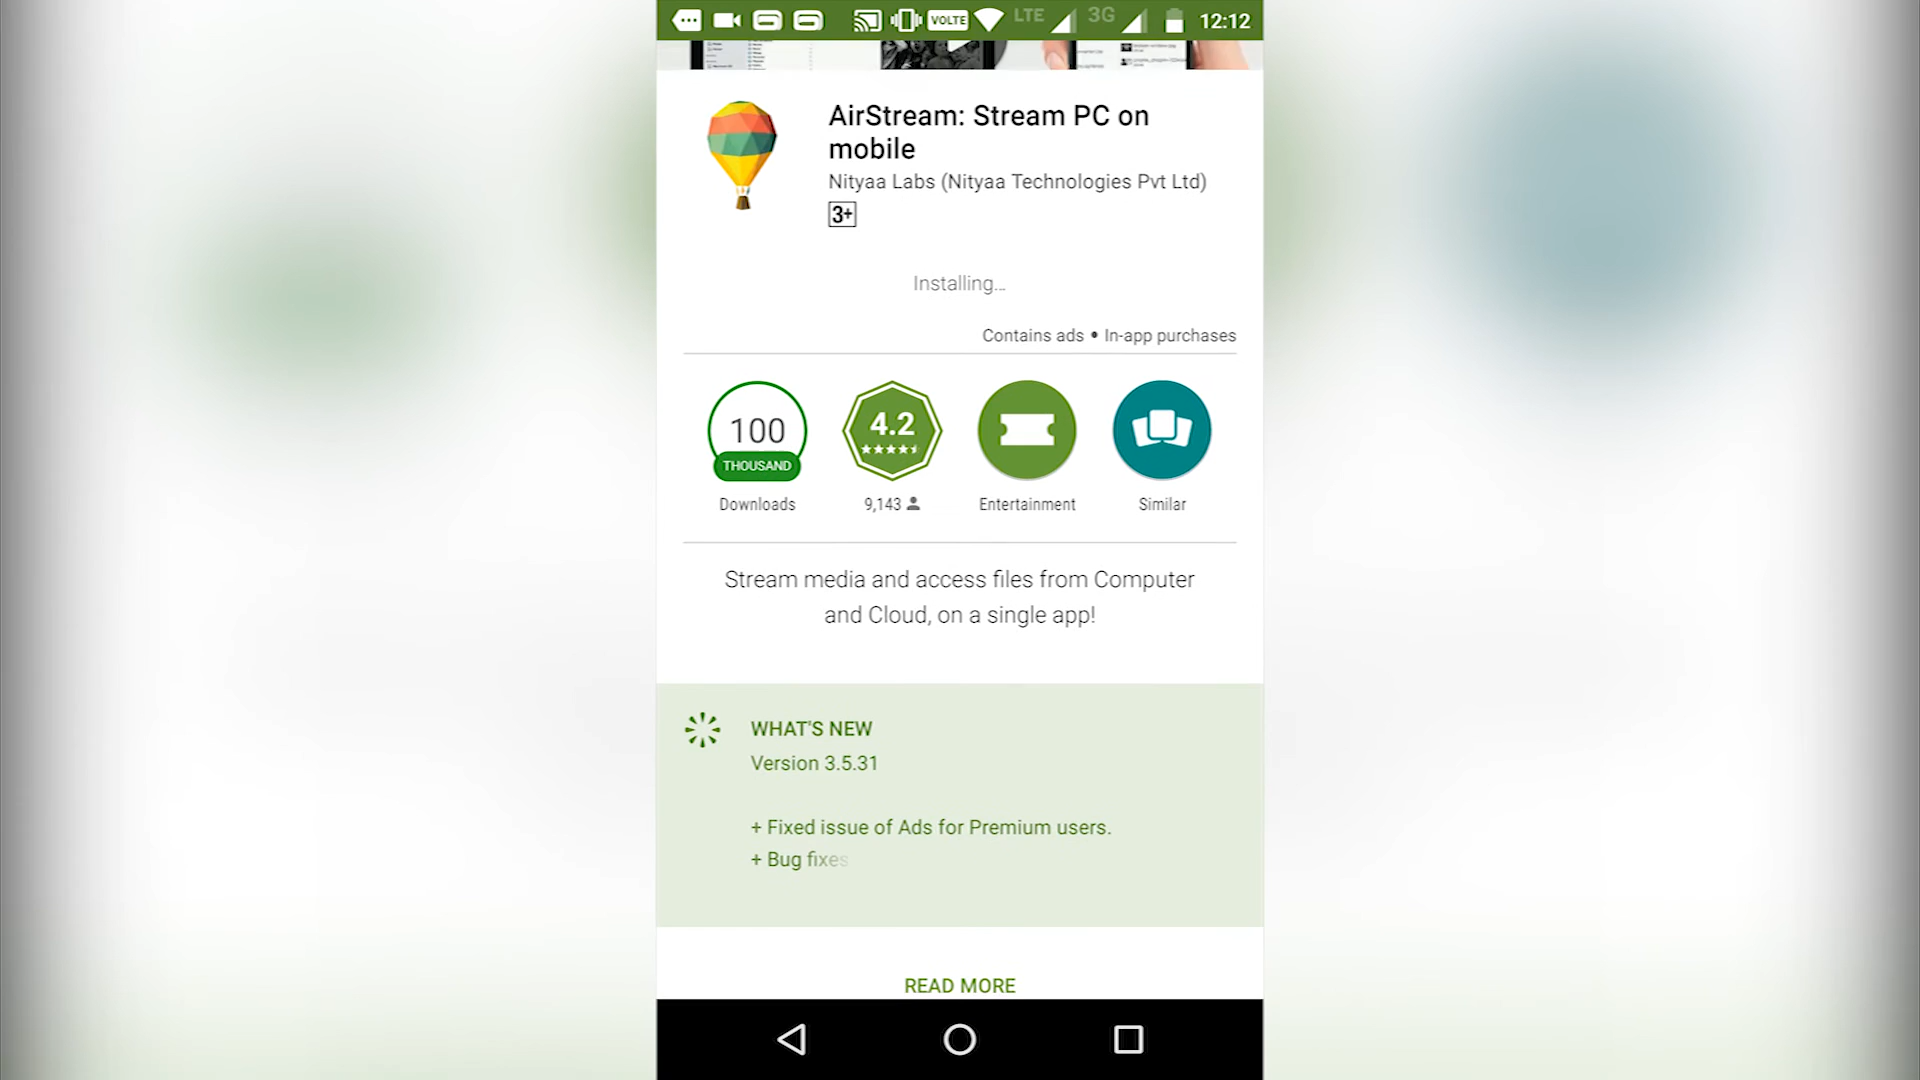 VOLTE LTE 3G 12:12
AirStream: Stream PC on
mobile
Nityaa Labs (Nityaa Technologies Pvt Ltd)
3+
Installing...
Contains ads • In-app purchases
100
THOUSAND
Downloads
4.2
9,143
Entertainment
Similar
Stream media and access files from Computer
and Cloud, on a single app!
WHAT'S NEW
Version 3.5.31
+ Fixed issue of Ads for Premium users.
+ Bug fixes
READ MORE